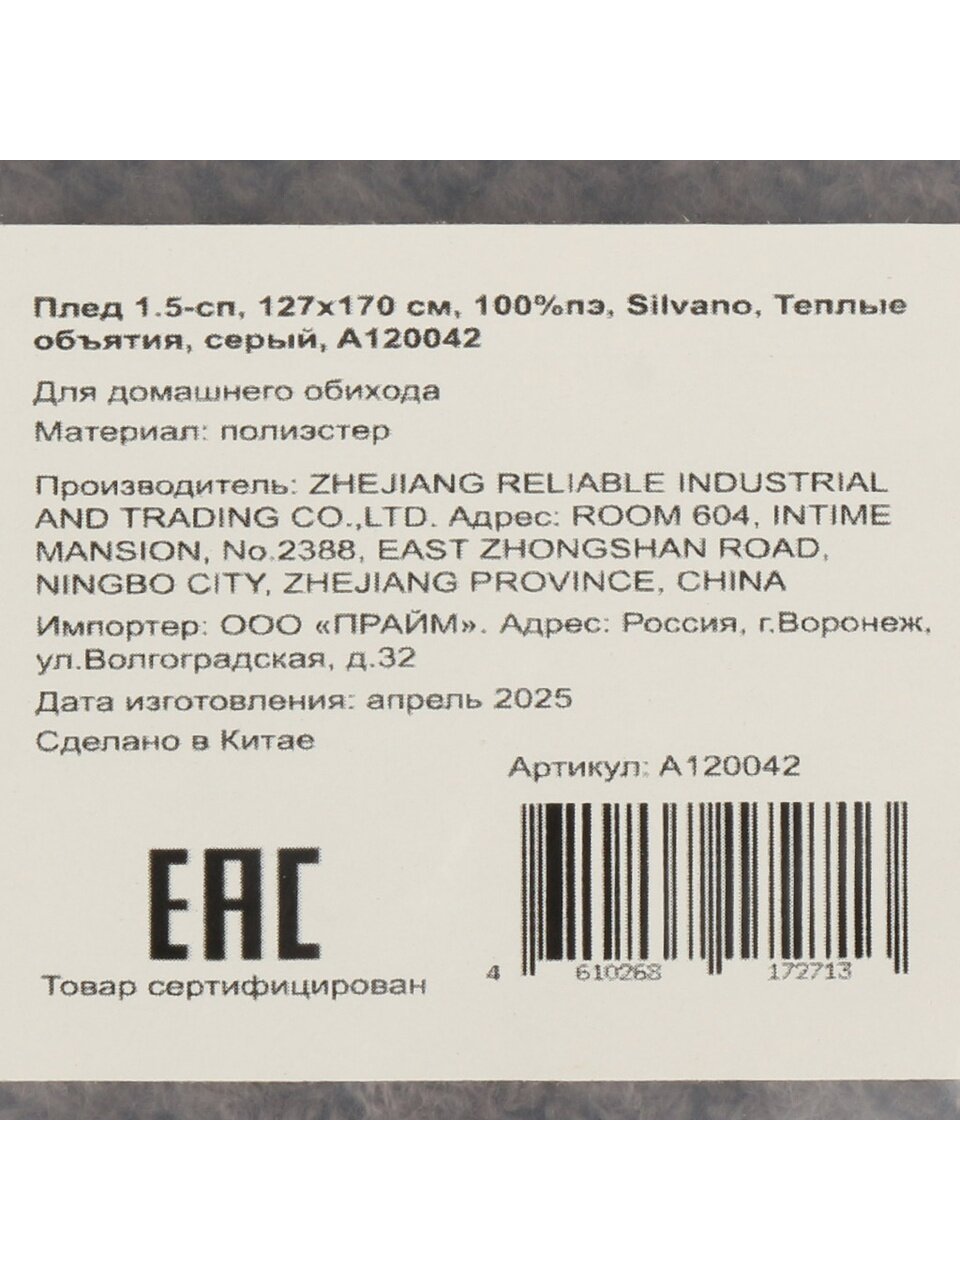 Плед 1.5-сп, 127х170 см, 100%пэ, Silvano, Теплые
объятия, серый, А120042
Для домашнего обихода
Материал: полиэстер
Производитель: ZHEJIANG RELIABLE INDUSTRIAL
AND TRADING CO.,LTD. Адрес: ROOM 604, INTIME
MANSION, No.2388, EAST ZHONGSHAN ROAD,
NINGBO CITY, ZHEJIANG PROVINCE, CHINA
Импортер: ООО «ПРАЙМ». Адрес: Россия, г.Воронеж,
ул.Волгоградская, д.32
Дата изготовления: апрель 2025
Сделано в Китае
Артикул: А120042
EAC
4 610268 172713
Товар сертифицирован